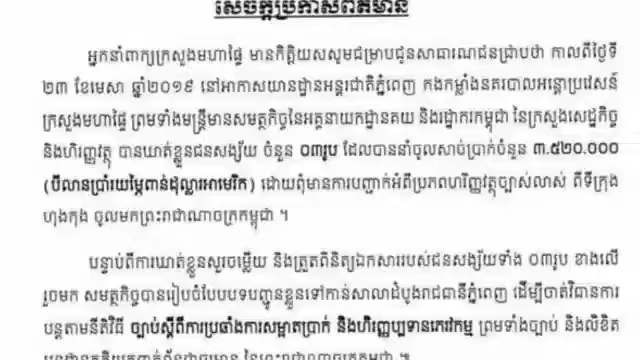 សេចក្តីប្រកាសព័ត៌មាន
អ្នកនាំពាក្យក្រសួងមហាផ្ទៃ មានកិត្តិយសសូមជម្រាបជូនសាធារណជនជ្រាបថា កាលពីថ្ងៃទី
២៣ ខែមេសា ឆ្នាំ២០១៩ នៅអាកាសយានដ្ឋានអន្តរជាតិភ្នំពេញ កងកម្លាំងនគរបាលអន្តោប្រវេសន៍
ក្រសួងមហាផ្ទៃ ព្រមទាំងមន្ត្រីមានសមត្ថកិច្ចនៃអគ្គនាយកដ្ឋានគយ និងរដ្ឋាករកម្ពុជា នៃក្រសួងសេដ្ឋកិច្ច
និងហិរញ្ញវត្ថុ បានឃាត់ខ្លួនជនសង្ស័យ ចំនួន ០៣រូប ដែលបាននាំចូលសាច់ប្រាក់ចំនួន ៣.៥២០.០០០
(បីលានប្រាំរយម្ភៃពាន់ដុល្លារអាមេរិក) ដោយពុំមានការបញ្ជាក់អំពីប្រភពហរិញ្ញវត្ថុច្បាស់លាស់ ពីទីក្រុង
ហុងកុង ចូលមកព្រះរាជាណាចក្រកម្ពុជា ។
បន្ទាប់ពីការឃាត់ខ្លួនសួរចម្លើយ និងត្រួតពិនិត្យឯកសាររបស់ជនសង្ស័យទាំង ០៣រូប ខាងលើ
រួចមក សមត្ថកិច្ចបានរៀបចំបែបបទបញ្ជូនខ្លួនទៅកាន់សាលាដំបូងរាជធានីភ្នំពេញ ដើម្បីចាត់វិធានការ
បន្តតាមនីតិវិធី ច្បាប់ស្តីពីការប្រឆាំងការសម្អាតប្រាក់ និងហិរញ្ញប្បទានភេរវកម្ម ព្រមទាំងច្បាប់ និងលិខិត